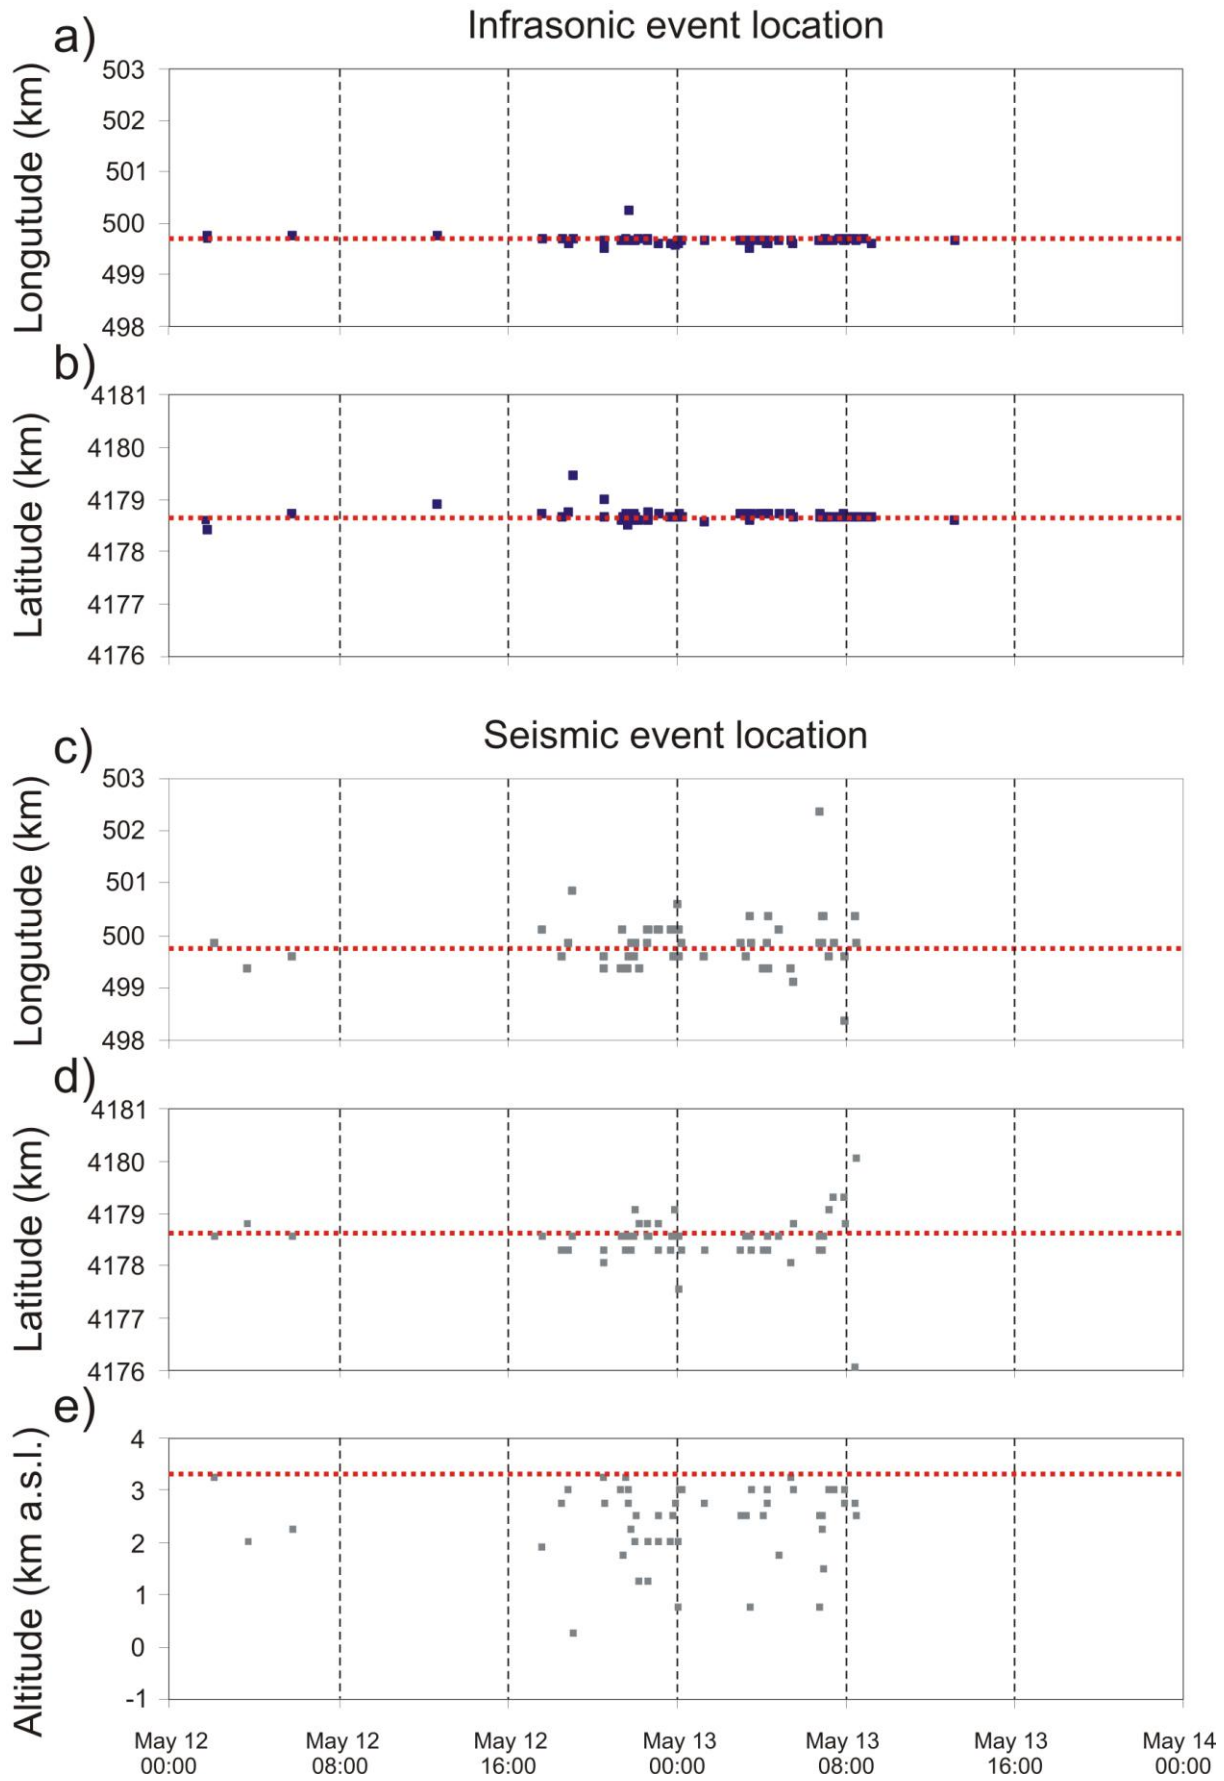 Infrasonic event location
a)
Longutude (km)
503
502
501
500
499
498
b)
Latitude (km)
4181
4180
4179
4178
4177
4176
Seismic event location
c)
Longutude (km)
503
502
501
500
499
498
d)
Latitude (km)
4181
4180
4179
4178
4177
4176
e)
Altitude (km a.s.l.)
4
3
2
1
0
-1
May 12 May 12 May 12 May 13 May 13 May 13 May 14
00:00 08:00 16:00 00:00 08:00 16:00 00:00